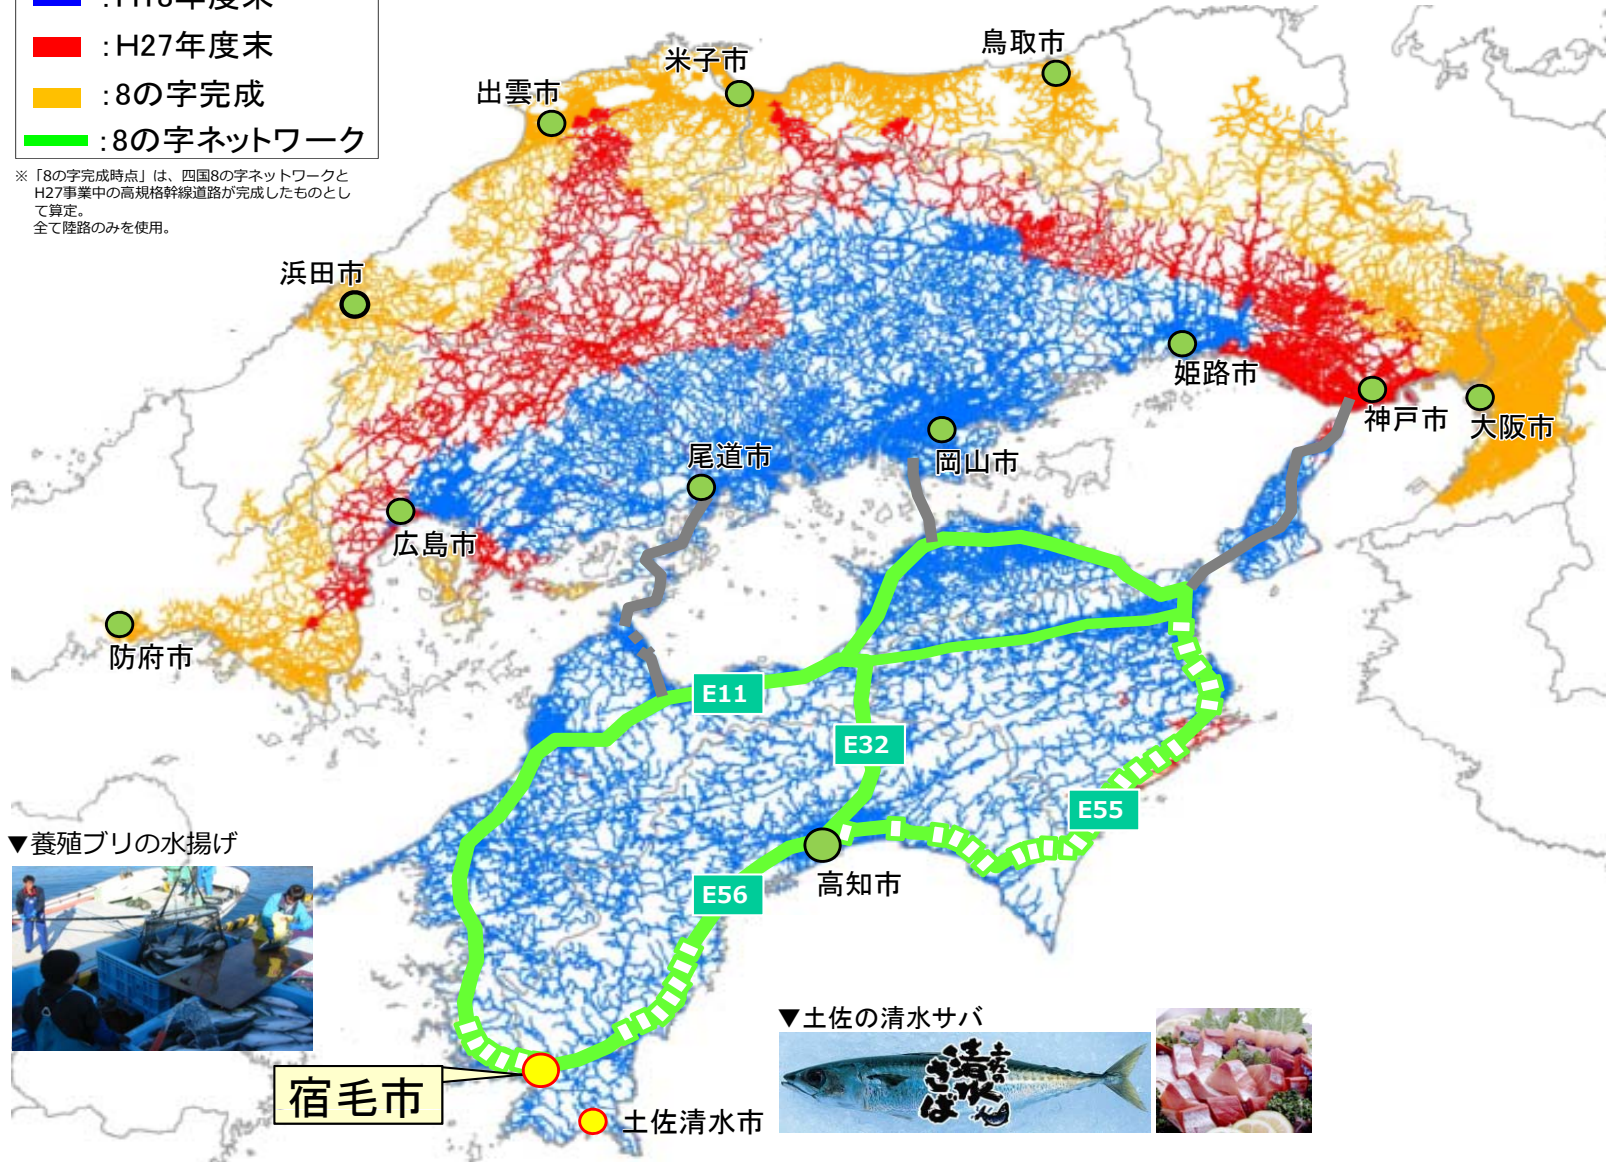 :H27年度末
:8の字完成
:8の字ネットワーク
※「8の字完成時点」は、四国8の字ネットワークと
H27事業中の高規格幹線道路が完成したものとし
て算定。
全て陸路のみを使用。
鳥取市
米子市
出雲市
浜田市
姫路市
神戸市
大阪市
岡山市
尾道市
広島市
防府市
E11
E32
E55
E56
高知市
▼養殖ブリの水揚げ
宿毛市
土佐清水市
▼土佐の清水サバ
土佐の
清水
さば